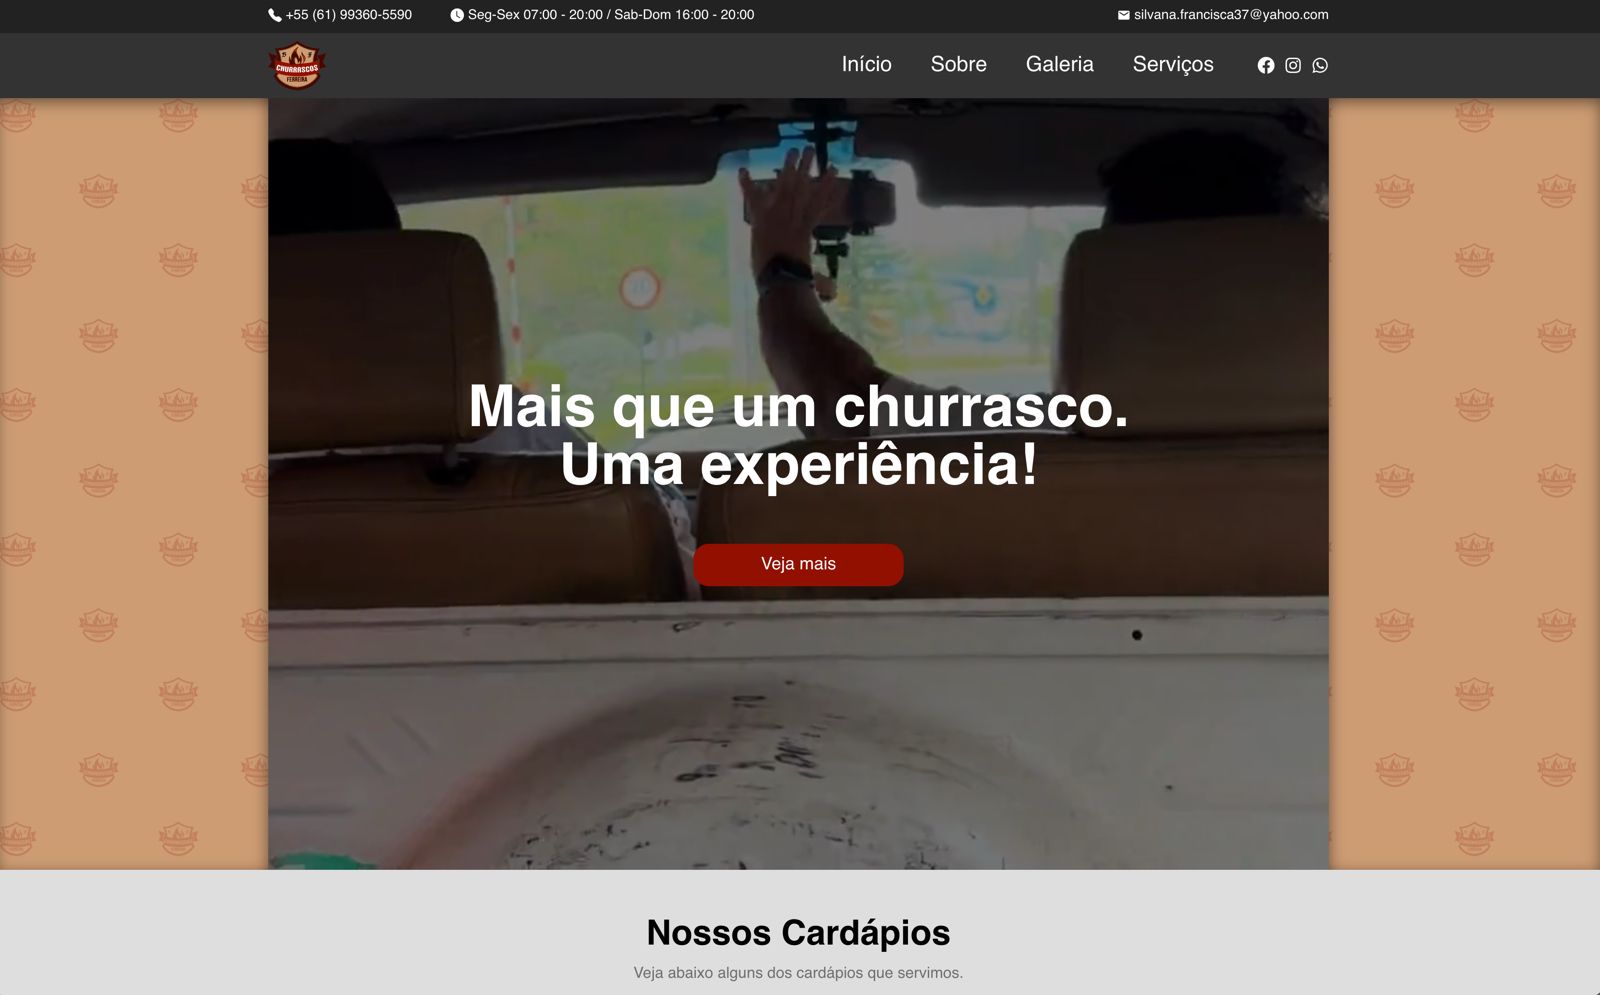 +55 (61) 99360-5590
Seg-Sex 07:00 - 20:00 / Sab-Dom 16:00 - 20:00
silvana.francisca37@yahoo.com
CHURRASCOS
FERREIRA
Início
Sobre
Galeria
Serviços
Mais que um churrasco.
Uma experiência!
Veja mais
Nossos Cardápios
Veja abaixo alguns dos cardápios que servimos.